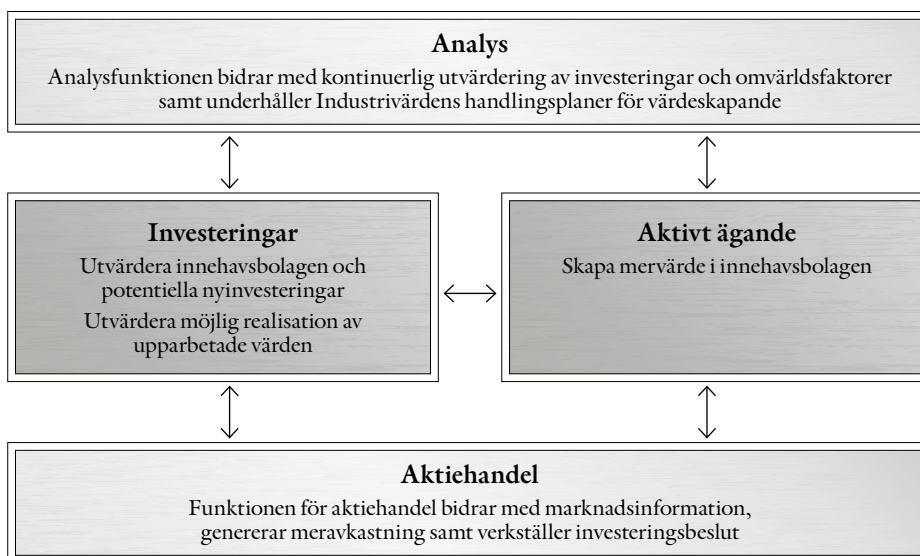 Analys
Analysfunktionen bidrar med kontinuerlig utvärdering av investeringar och omvärldsfaktorer
samt underhåller Industrivärdens handlingsplaner för värdeskapande
Investeringar
Utvärdera innehavsbolagen och
potentiella nyinvesteringar
Utvärdera möjlig realisation av
upparbetade värden
Aktivt ägande
Skapa mervärde i innehavsbolagen
Aktiehandel
Funktionen för aktiehandel bidrar med marknadsinformation,
genererar meravkastning samt verkställer investeringsbeslut